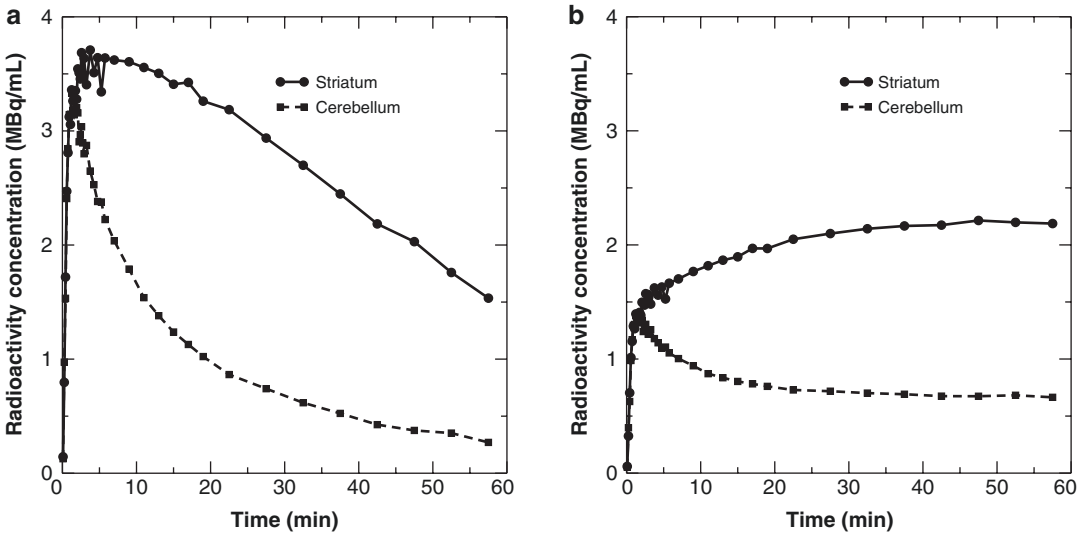 a
Radioactivity concentration (MBq/mL)
4
3
2
1
0
0 10 20 30 40 50 60
Time (min)
Striatum
Cerebellum
b
Radioactivity concentration (MBq/mL)
4
3
2
1
0
0 10 20 30 40 50 60
Time (min)
Striatum
Cerebellum